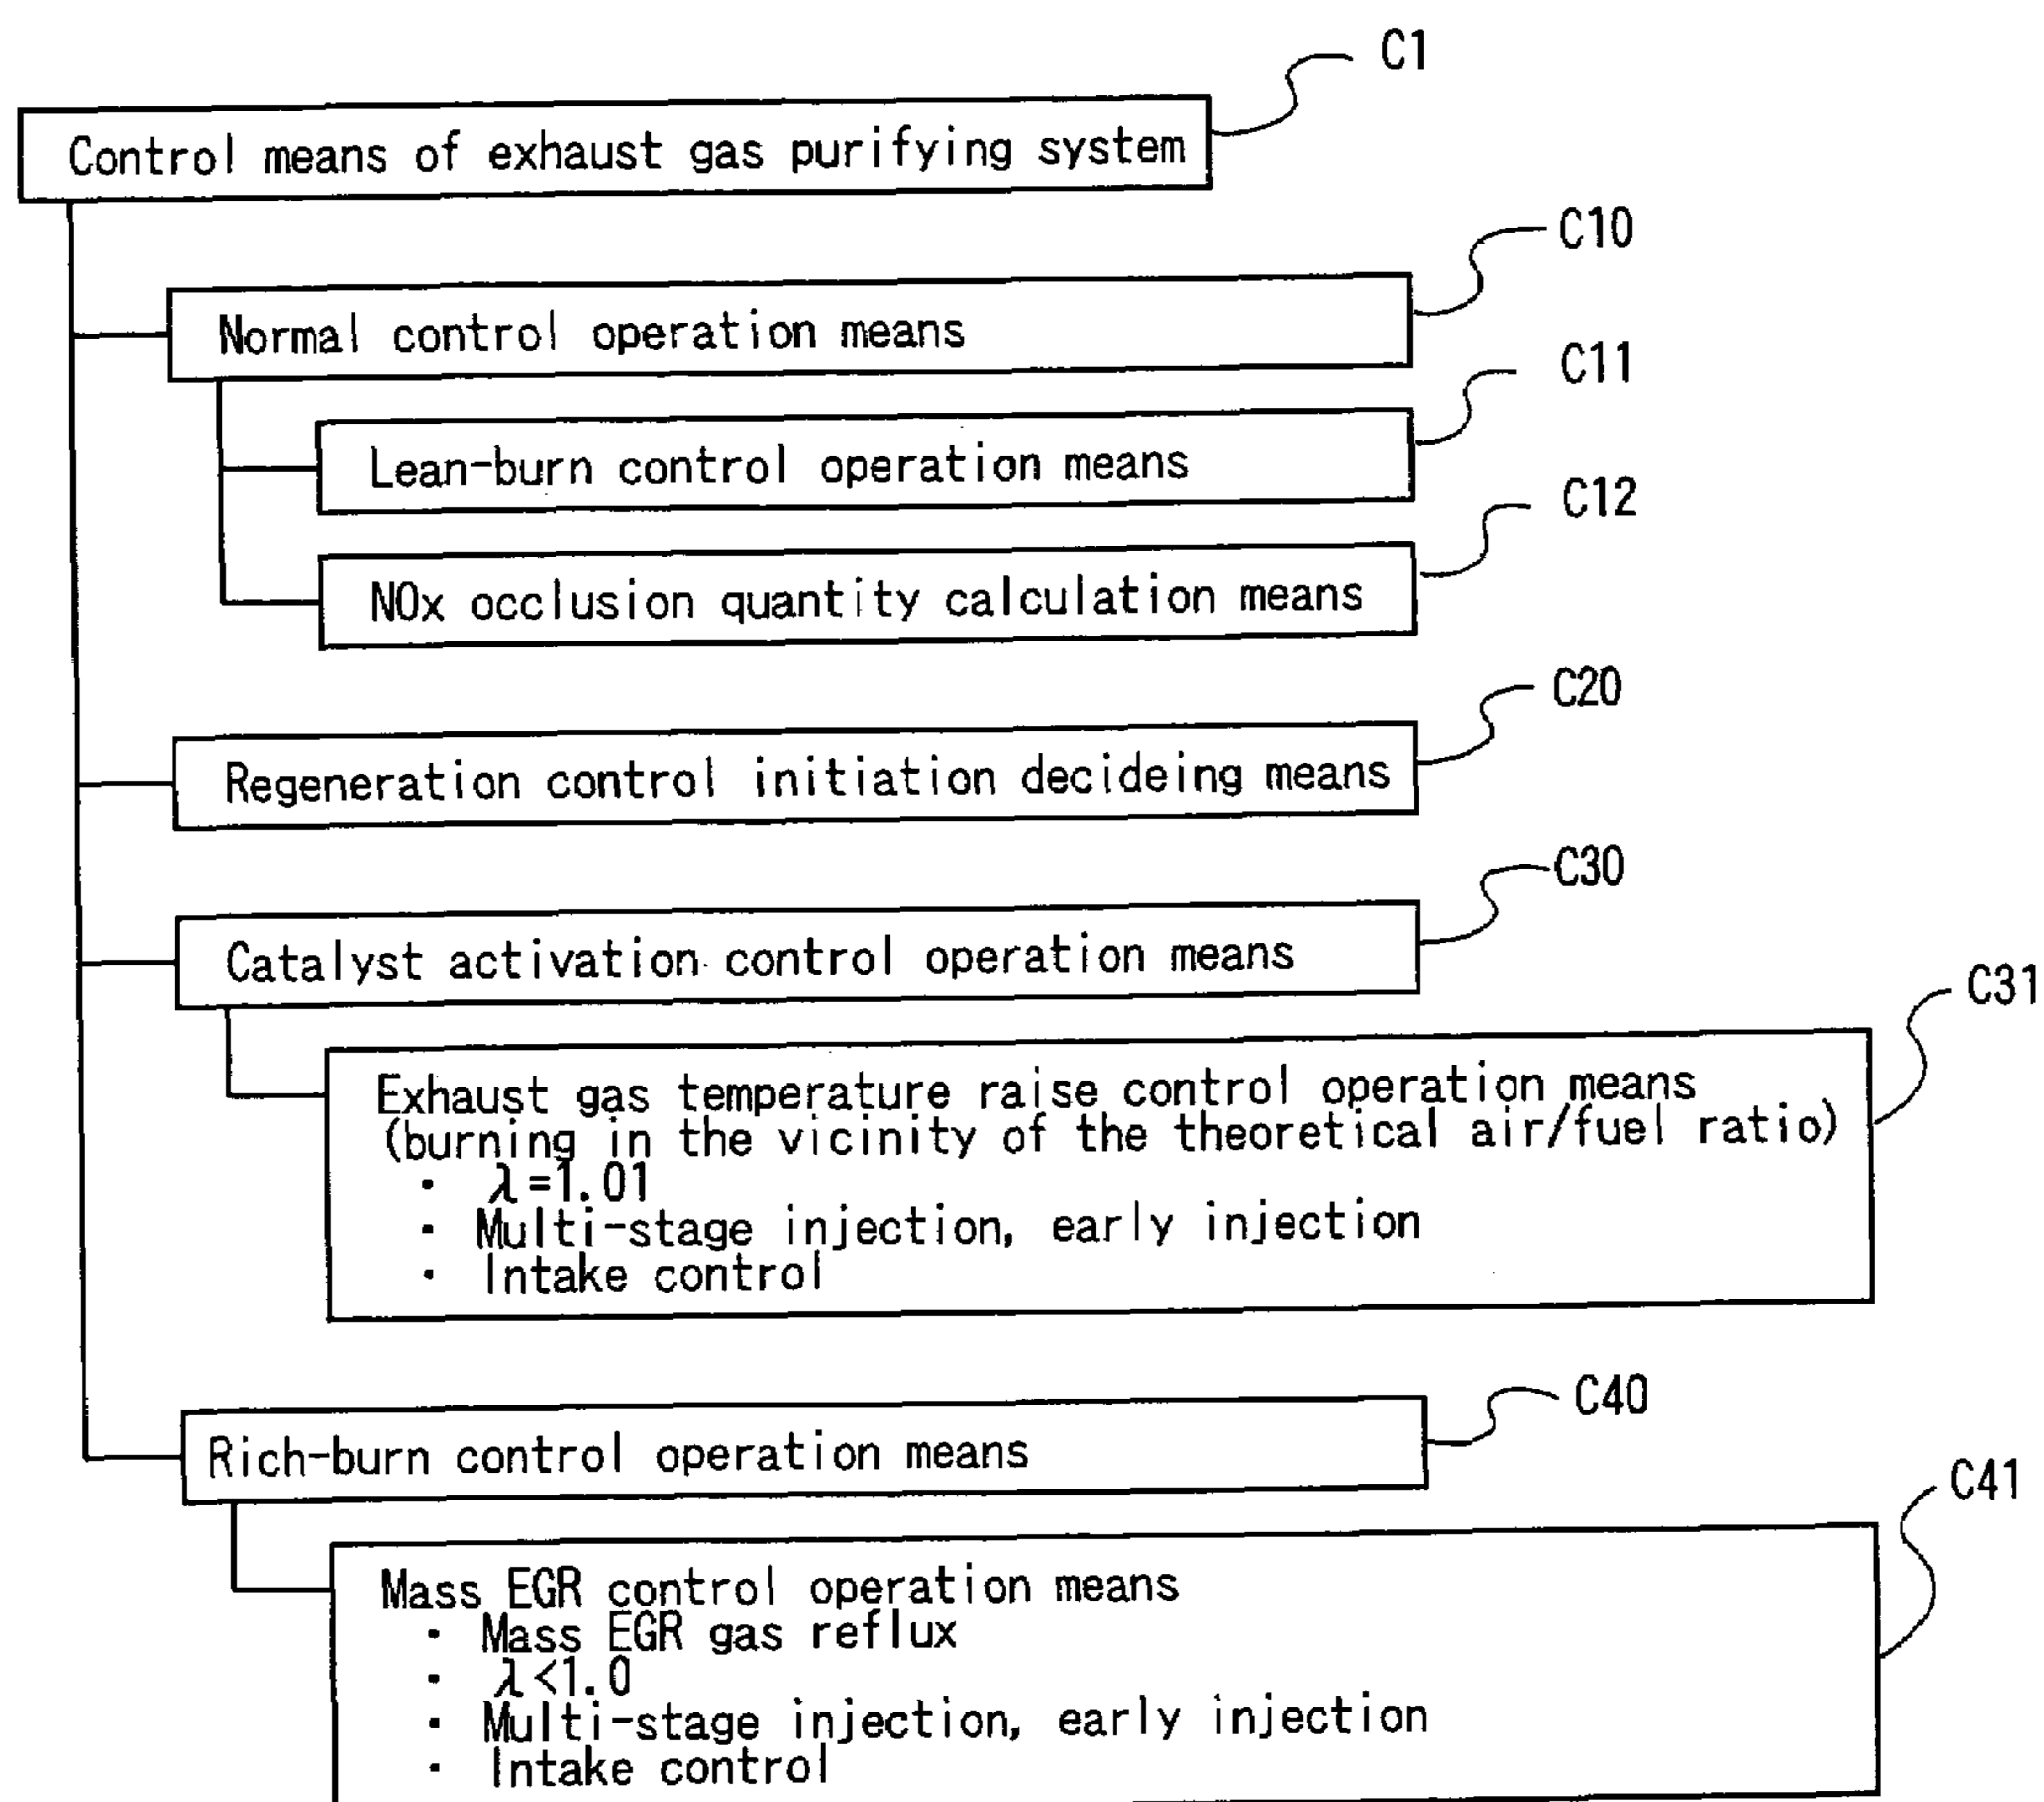 C1
Control means of exhaust gas purifying system
C10
Normal control operation means
C11
Lean-burn control operation means
C12
NOx occlusion quantity calculation means
C20
Regeneration control initiation decideing means
C30
Catalyst activation control operation means
C31
Exhaust gas temperature raise control operation means
(burning in the vicinity of the theoretical air/fuel ratio)
・ λ=1.01
・ Multi-stage injection, early injection
・ Intake control
C40
Rich-burn control operation means
C41
Mass EGR control operation means
・ Mass EGR gas reflux
・ λ<1.0
・ Multi-stage injection, early injection
・ Intake control